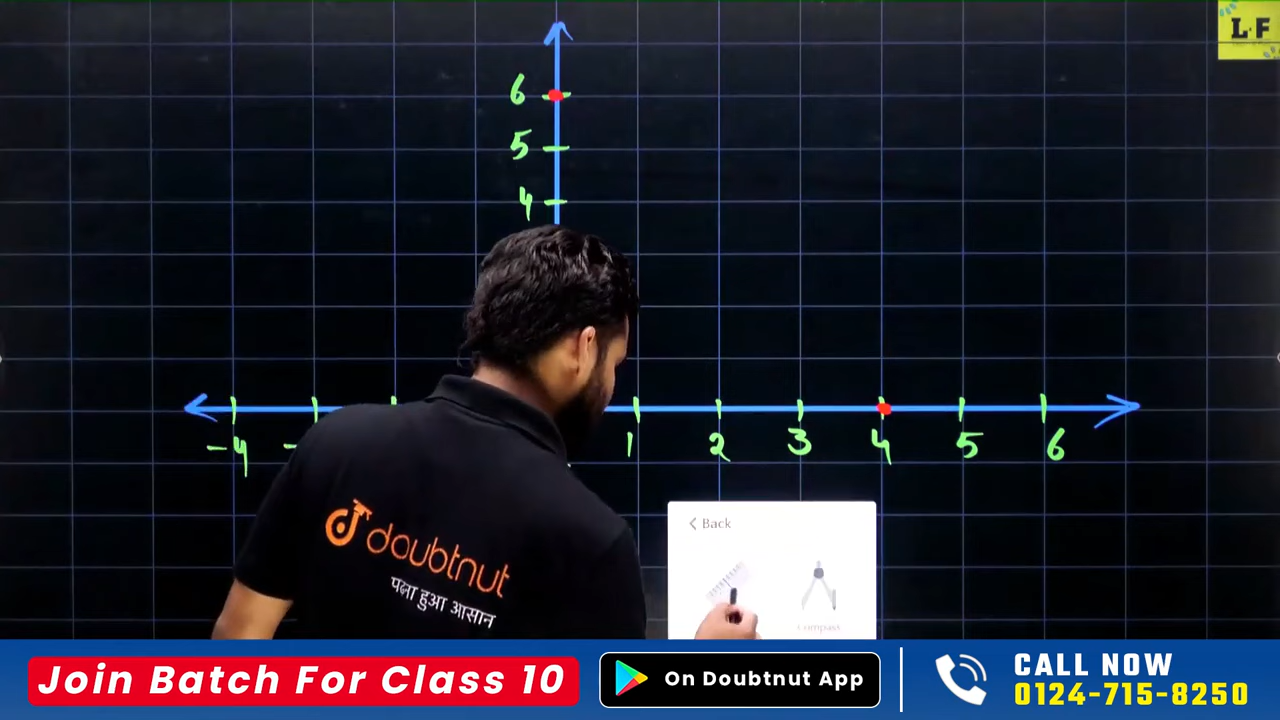 L·F
6
5
4
-4 - 1 2 3 4 5 6
Back
doubtnut
पढ़ना हुआ आसान
Compass
Join Batch For Class 10
On Doubtnut App
CALL NOW
0124-715-8250